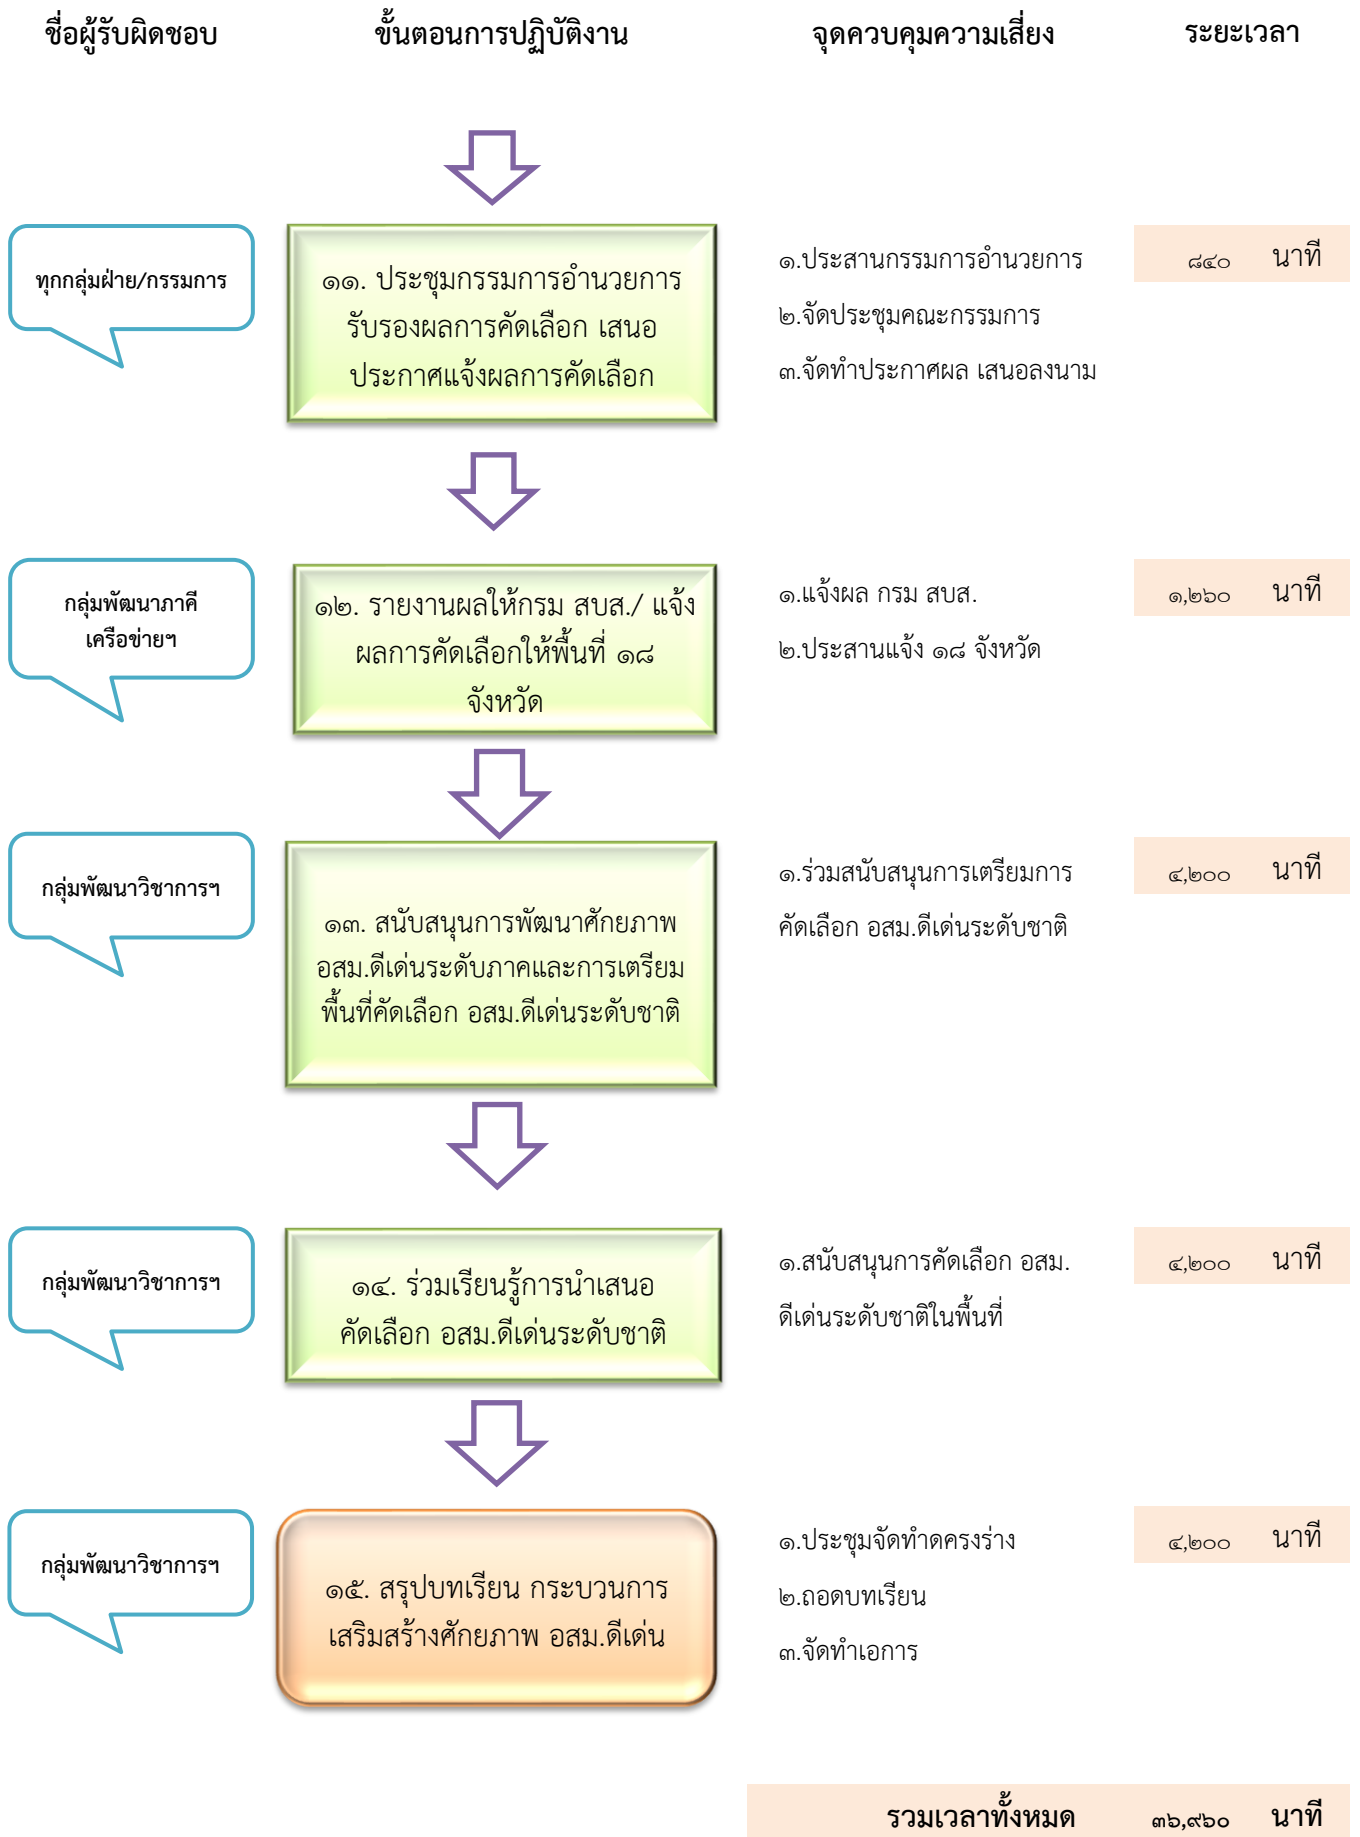 ชื่อผู้รับผิดชอบ ขั้นตอนการปฏิบัติงาน จุดควบคุมความเสี่ยง ระยะเวลา
ทุกกลุ่มฝ่าย/กรรมการ
๑๑. ประชุมกรรมการอำนวยการ
รับรองผลการคัดเลือก เสนอ
ประกาศแจ้งผลการคัดเลือก
๑.ประสานกรรมการอำนวยการ
๒.จัดประชุมคณะกรรมการ
๓.จัดทำประกาศผล เสนอลงนาม
๘๔๐ นาที
กลุ่มพัฒนาภาคี
เครือข่ายฯ
๑๒. รายงานผลให้กรม สบส./ แจ้ง
ผลการคัดเลือกให้พื้นที่ ๑๘
จังหวัด
๑.แจ้งผล กรม สบส.
๒.ประสานแจ้ง ๑๘ จังหวัด
๑,๒๖๐ นาที
กลุ่มพัฒนาวิชาการฯ
๑๓. สนับสนุนการพัฒนาศักยภาพ
อสม.ดีเด่นระดับภาคและการเตรียม
พื้นที่คัดเลือก อสม.ดีเด่นระดับชาติ
๑.ร่วมสนับสนุนการเตรียมการ
คัดเลือก อสม.ดีเด่นระดับชาติ
๔,๒๐๐ นาที
กลุ่มพัฒนาวิชาการฯ
๑๔. ร่วมเรียนรู้การนำเสนอ
คัดเลือก อสม.ดีเด่นระดับชาติ
๑.สนับสนุนการคัดเลือก อสม.
ดีเด่นระดับชาติในพื้นที่
๔,๒๐๐ นาที
กลุ่มพัฒนาวิชาการฯ
๑๕. สรุปบทเรียน กระบวนการ
เสริมสร้างศักยภาพ อสม.ดีเด่น
๑.ประชุมจัดทำดครงร่าง
๒.ถอดบทเรียน
๓.จัดทำเอการ
๔,๒๐๐ นาที
รวมเวลาทั้งหมด ๓๖,๙๖๐ นาที